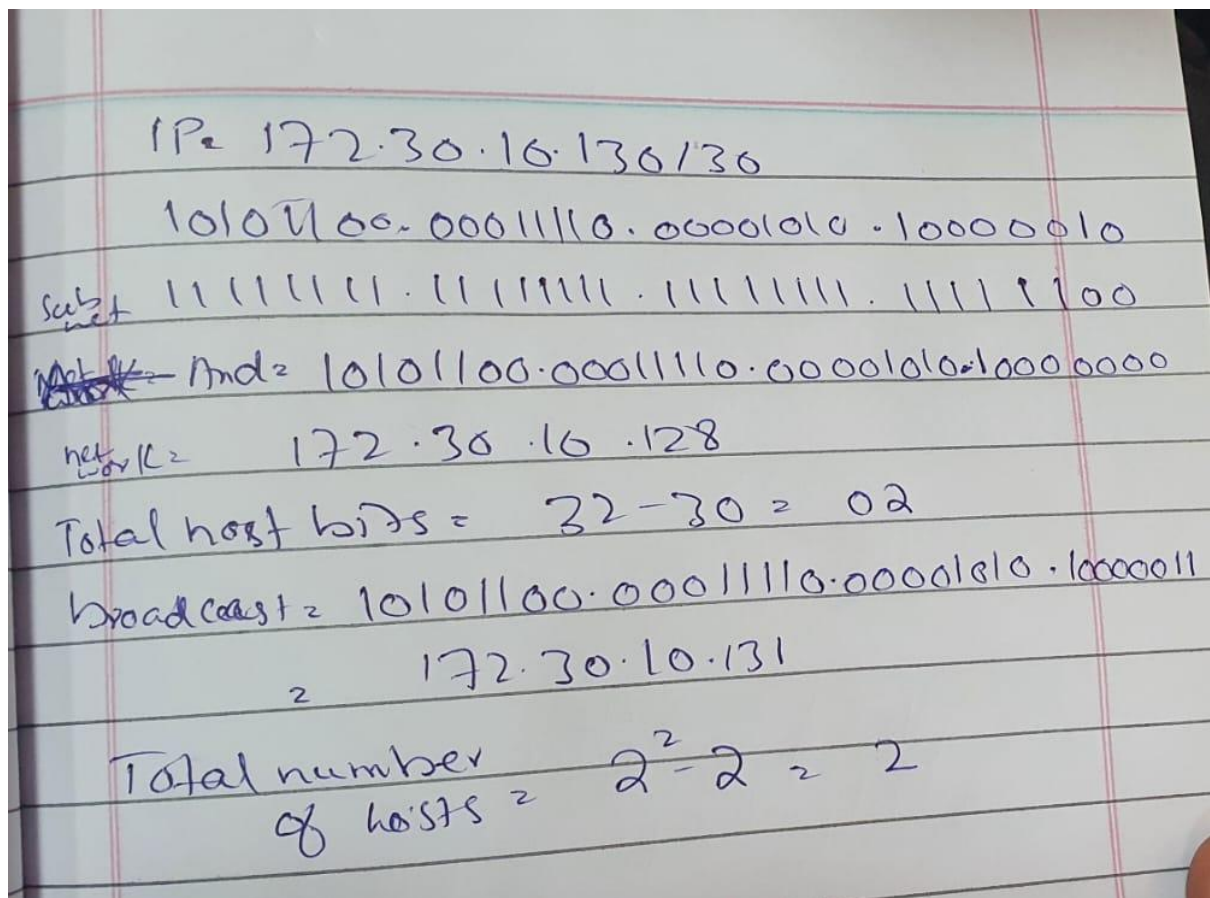 IP= 172.30.10.130/30
10101100.00011110.00001010.10000010
subnet 11111111.11111111.11111111.11111100
And= 10101100.00011110.00001010.10000000
network= 172.30.10.128
Total host bits = 32-30 = 02
broadcast = 10101100.00011110.00001010.10000011
= 172.30.10.131
Total number
of hosts = 2²-2 = 2